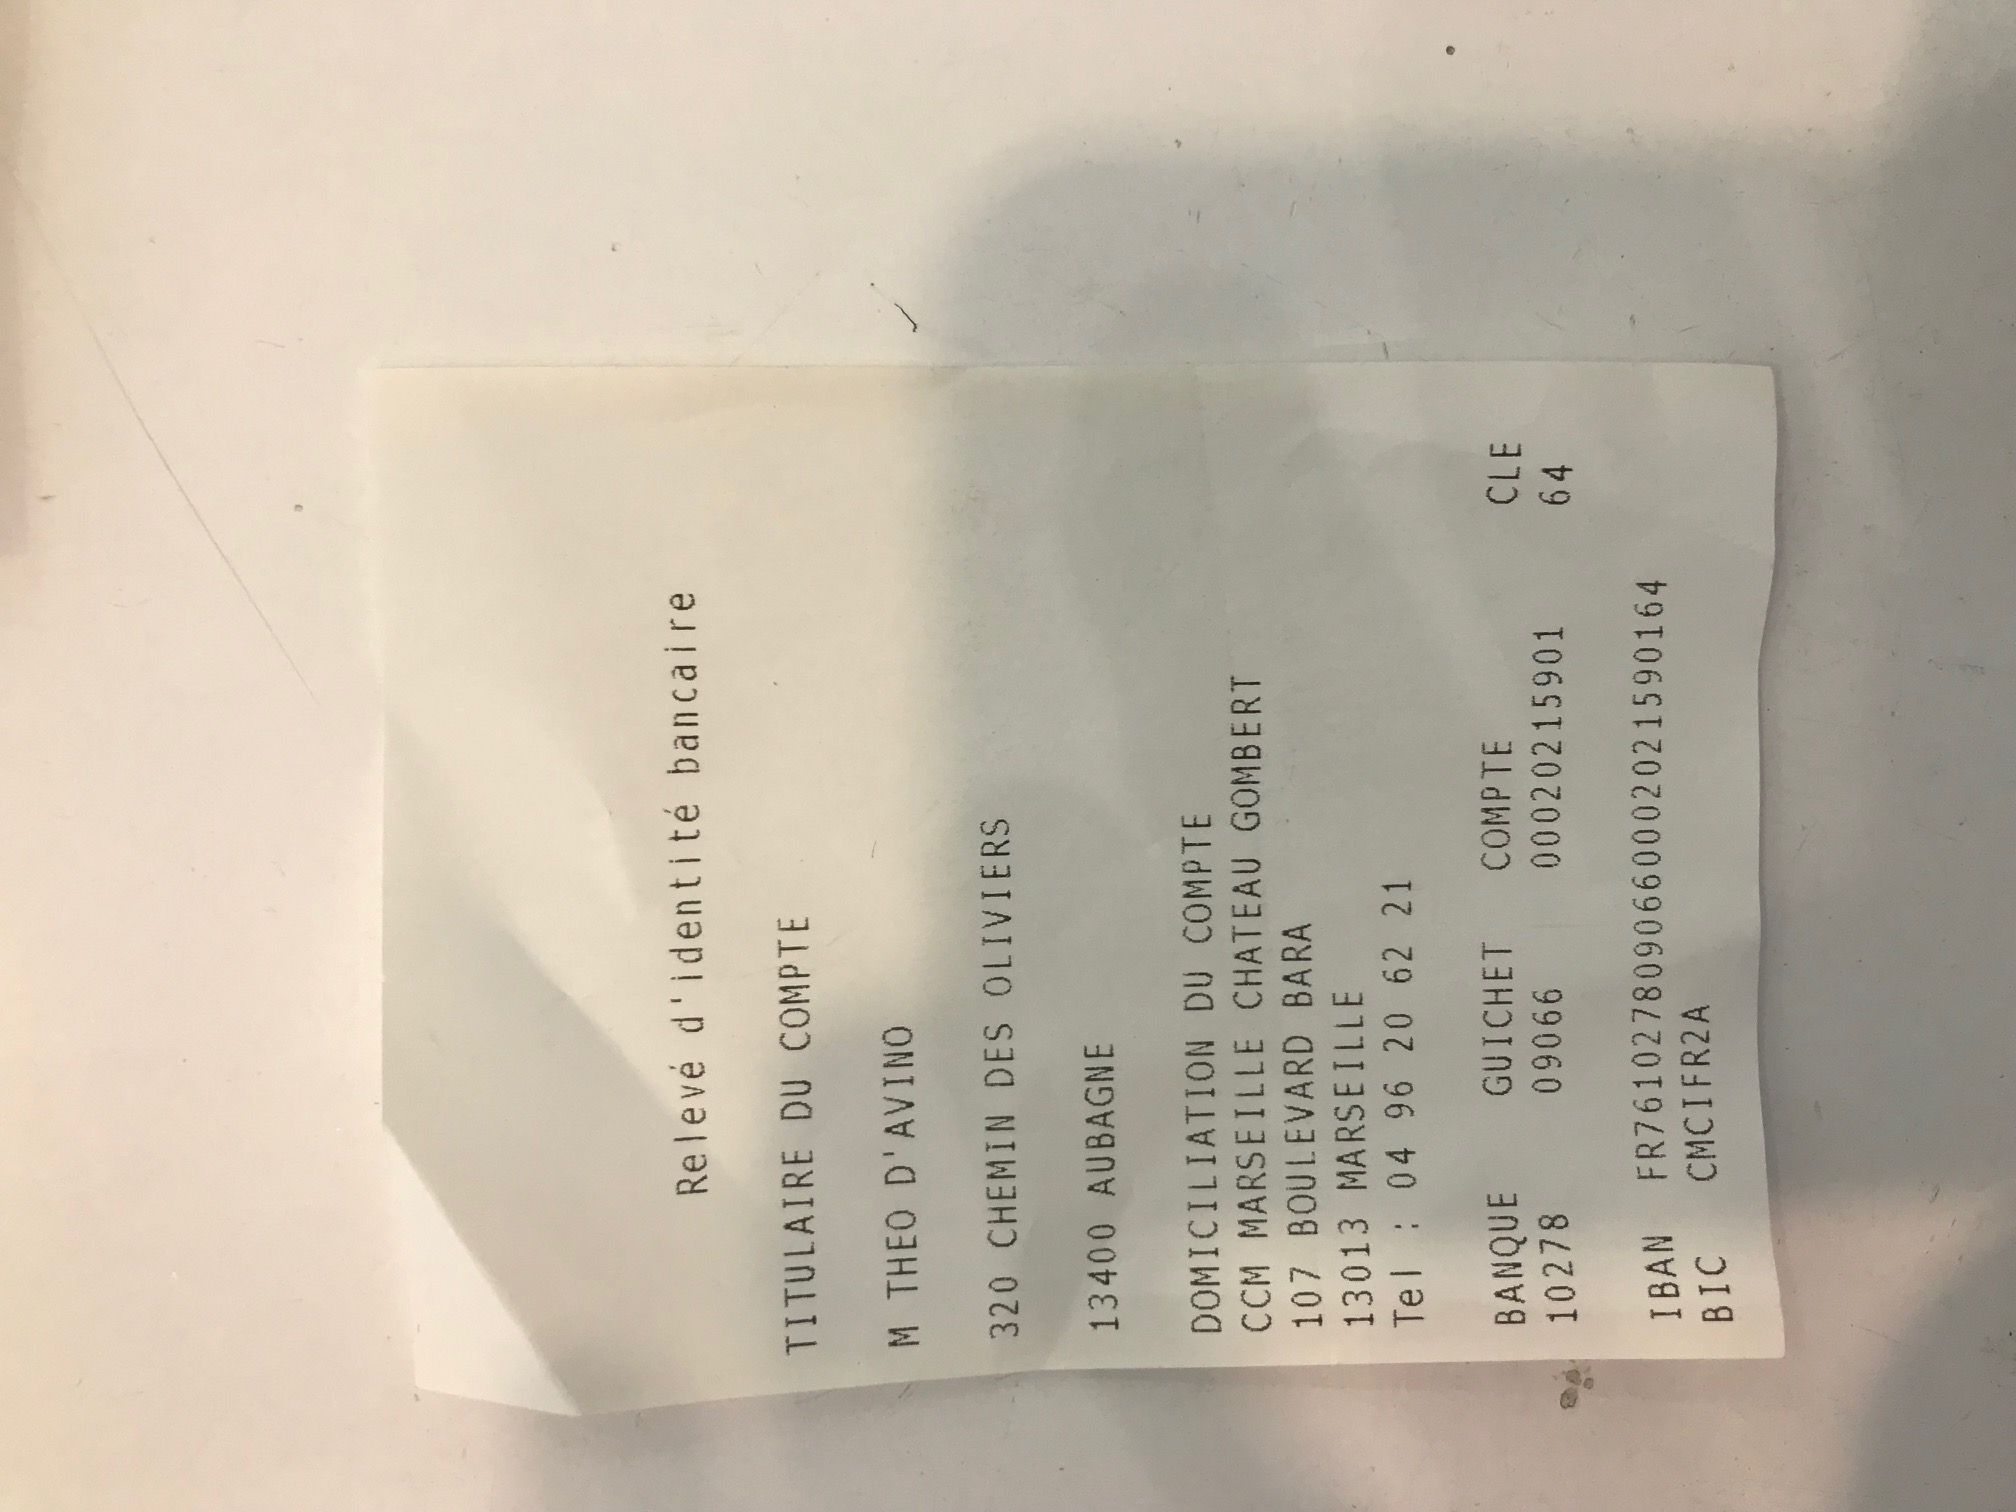 Relevé d'identité bancaire
TITULAIRE DU COMPTE
M THEO D'AVINO
320 CHEMIN DES OLIVIERS
13400 AUBAGNE
DOMICILIATION DU COMPTE
CCM MARSEILLE CHATEAU GOMBERT
107 BOULEVARD BARA
13013 MARSEILLE
Tel : 04 96 20 62 21
BANQUE GUICHET COMPTE CLE
10278 09066 00020215901 64
IBAN FR7610278090660002021590164
BIC CMCIFR2A